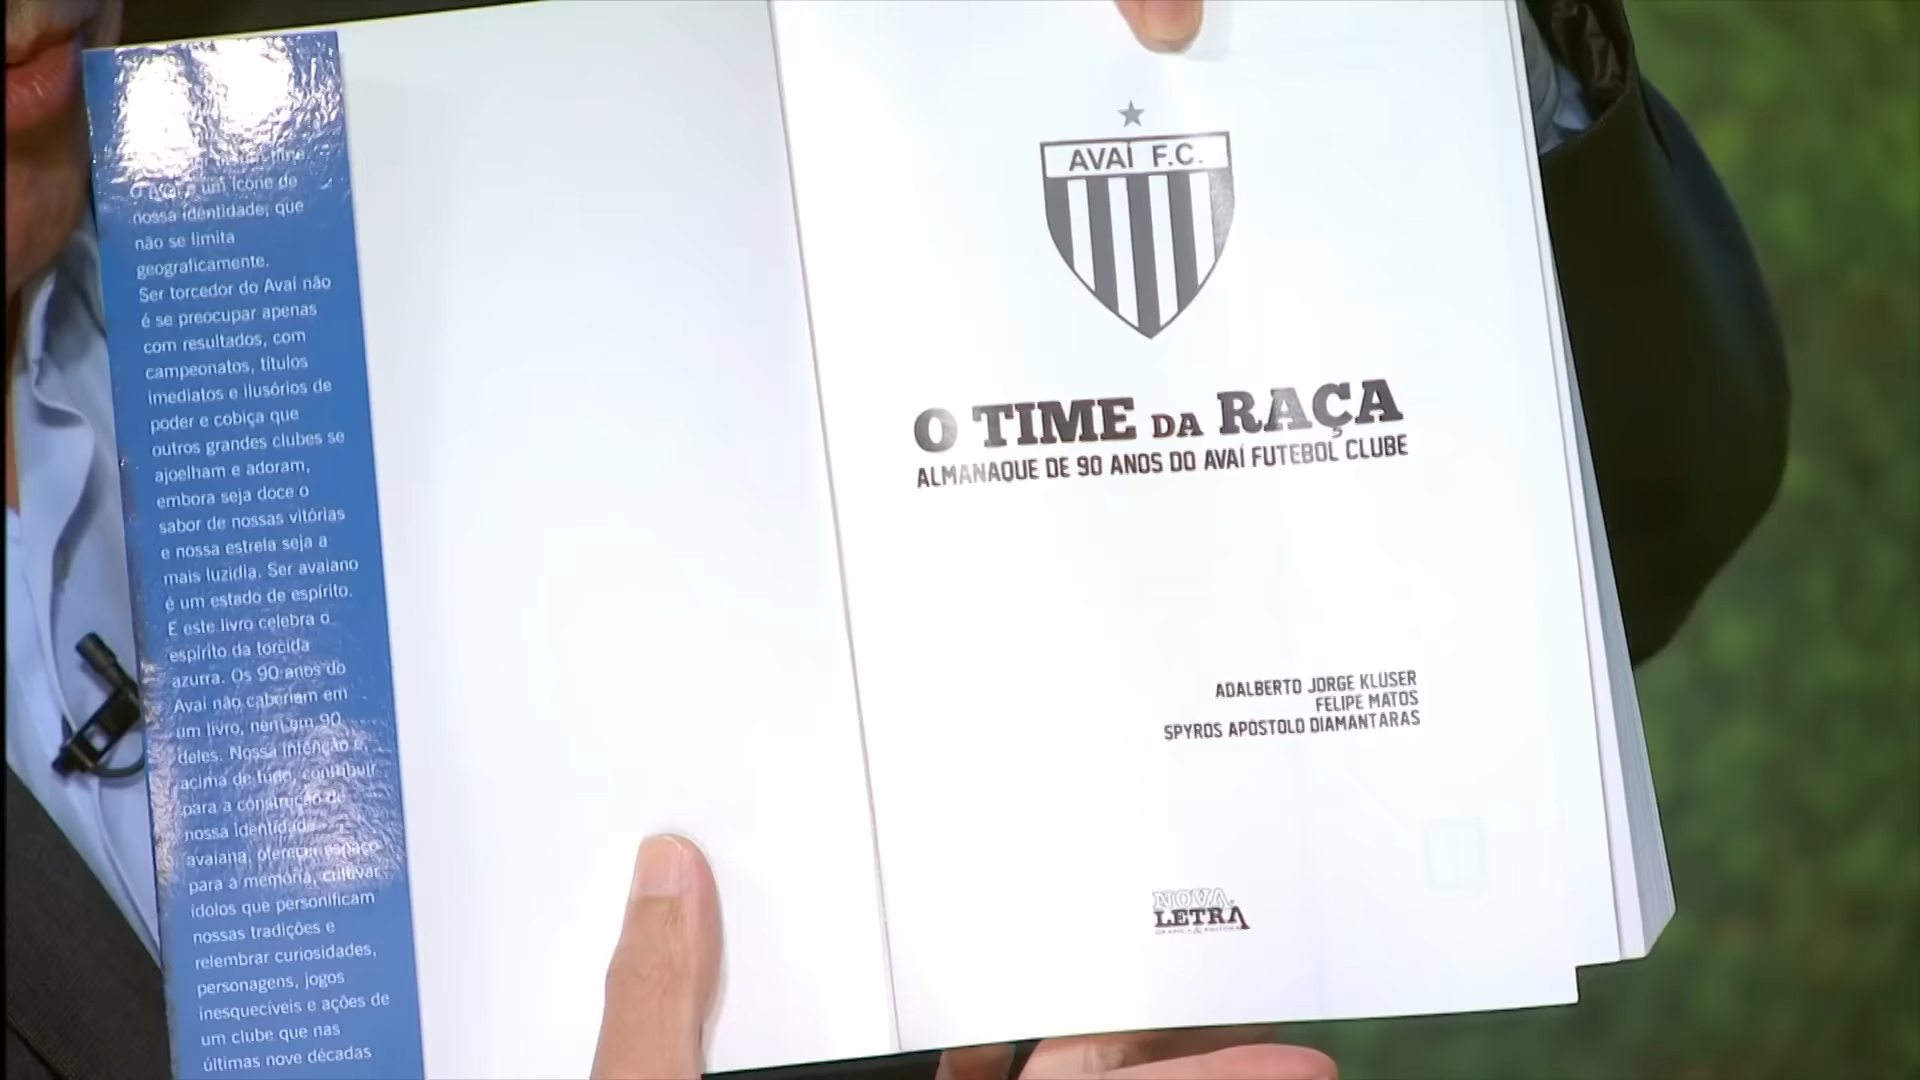 O Avaí é um ícone de
nossa identidade, que
não se limita
geograficamente.
Ser torcedor do Avaí não
é se preocupar apenas
com resultados, com
campeonatos, títulos
imediatos e ilusórios de
poder e cobiça que
outros grandes clubes se
ajoelham e adoram,
embora seja doce o
sabor de nossas vitórias
e nossa estrela seja a
mais luzidia. Ser avaiano
é um estado de espírito.
E este livro celebra o
espírito da torcida
azurra. Os 90 anos do
Avaí não caberiam em
um livro, nem em 90
deles. Nossa intenção é,
acima de tudo, contribuir
para a construção de
nossa identidade
avaiana, oferecer espaço
para a memória, cultivar
ídolos que personificam
nossas tradições e
relembrar curiosidades,
personagens, jogos
inesquecíveis e ações de
um clube que nas
últimas nove décadas
AVAÍ F.C.
O TIME DA RAÇA
ALMANAQUE DE 90 ANOS DO AVAÍ FUTEBOL CLUBE
ADALBERTO JORGE KLUSER
FELIPE MATOS
SPYROS APÓSTOLO DIAMANTARAS
NOVA
LETRA
GRÁFICA & EDITORA